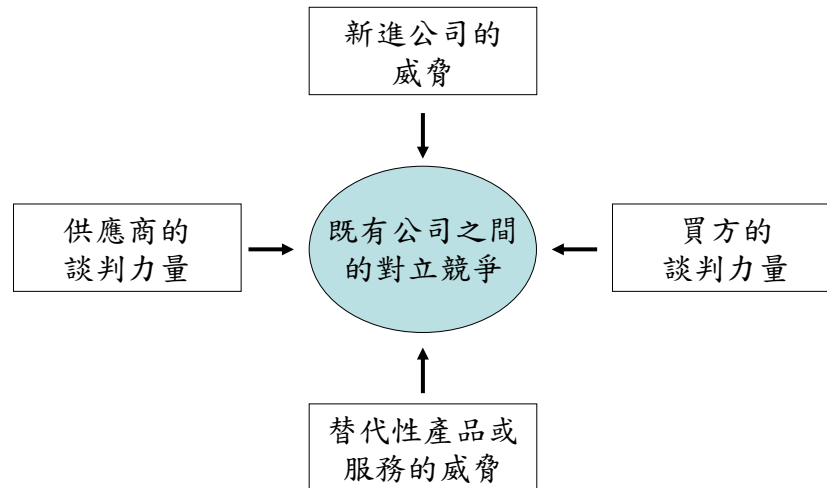 新進公司的
威脅
供應商的
談判力量
既有公司之間
的對立競爭
買方的
談判力量
替代性產品或
服務的威脅